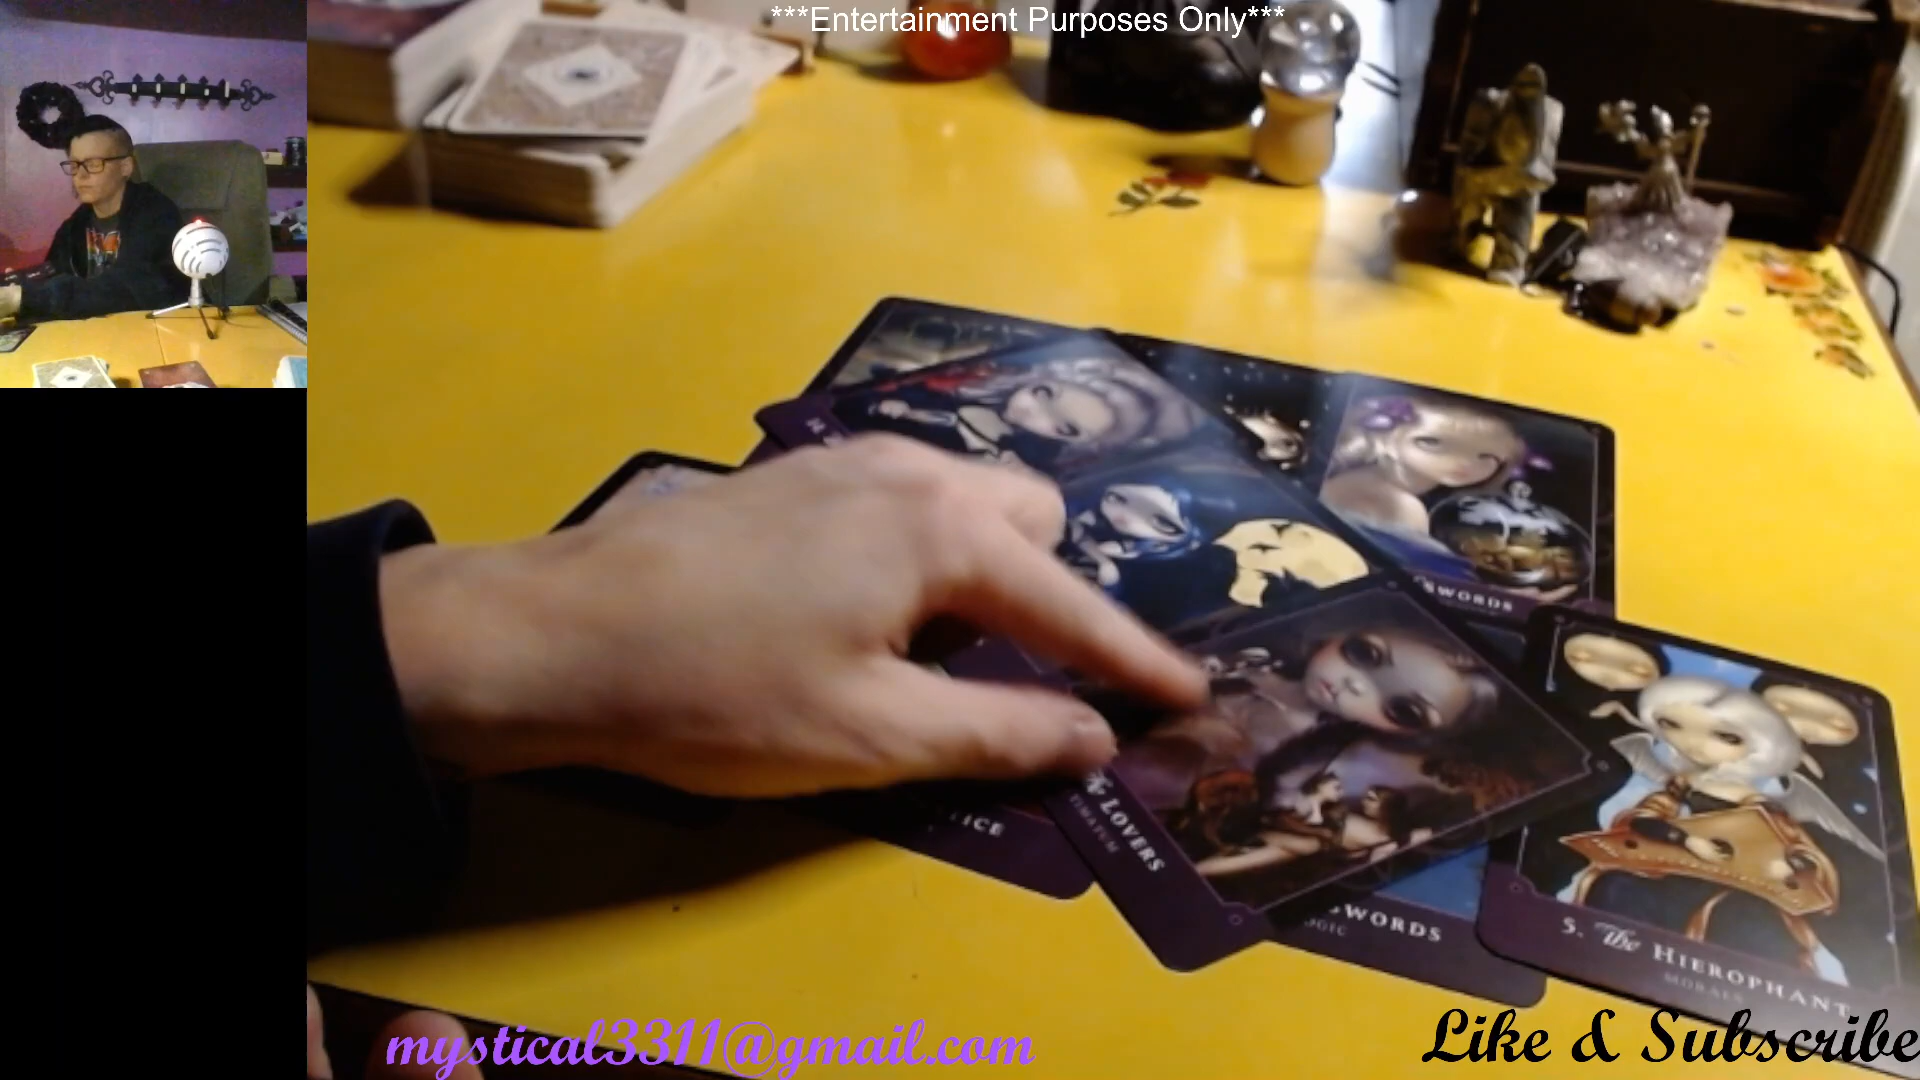 ***Entertainment Purposes Only***
SWORDS
LOVERS
SWORDS
5. The HIEROPHANT
mystical3311@gmail.com
Like & Subscribe